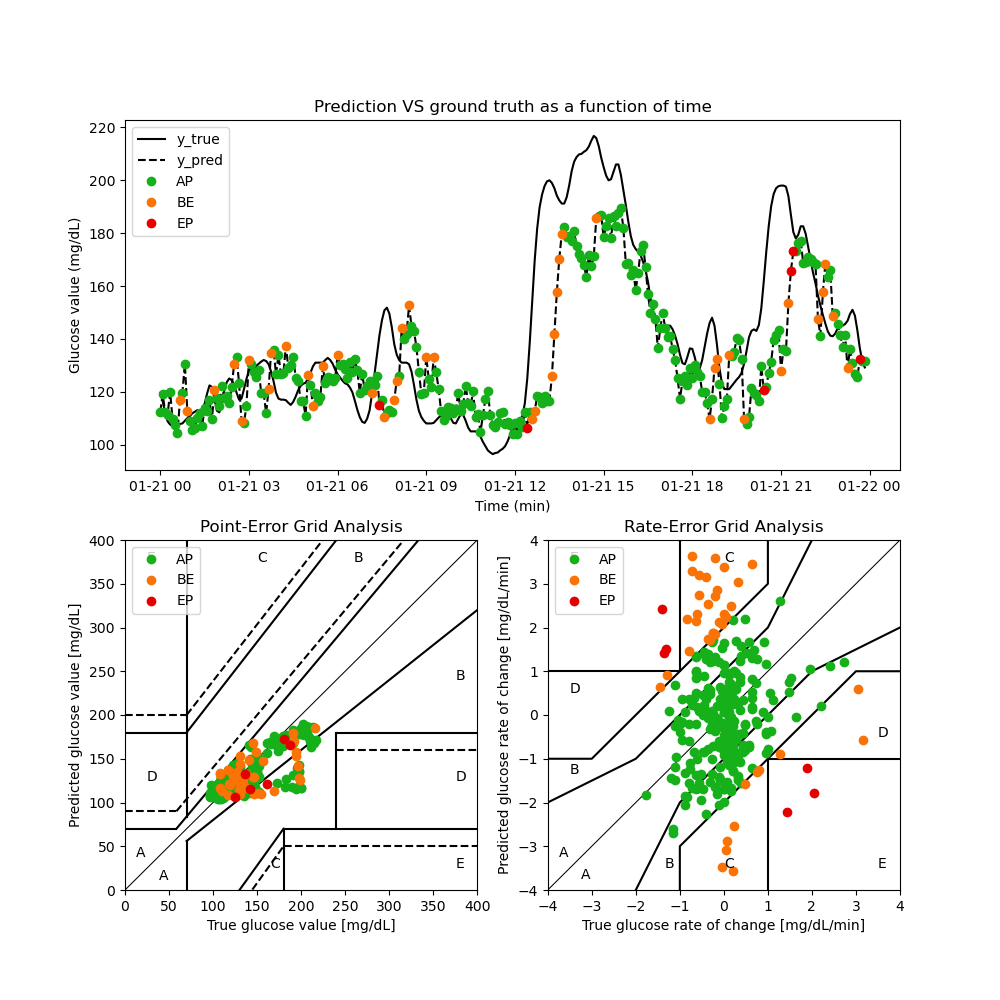 Prediction VS ground truth as a function of time
Glucose value (mg/dL)
220
200
180
160
140
120
100
y_true
y_pred
AP
BE
EP
01-21 00 01-21 03 01-21 06 01-21 09 01-21 12 01-21 15 01-21 18 01-21 21 01-22 00
Time (min)
Point-Error Grid Analysis
Predicted glucose value [mg/dL]
400
350
300
250
200
150
100
50
0
AP
BE
EP
C
B
B
D
D
A
A
C
E
0 50 100 150 200 250 300 350 400
True glucose value [mg/dL]
Rate-Error Grid Analysis
Predicted glucose rate of change [mg/dL/min]
4
3
2
1
0
−1
−2
−3
−4
AP
BE
EP
C
D
D
B
A
A
B
C
E
−4 −3 −2 −1 0 1 2 3 4
True glucose rate of change [mg/dL/min]